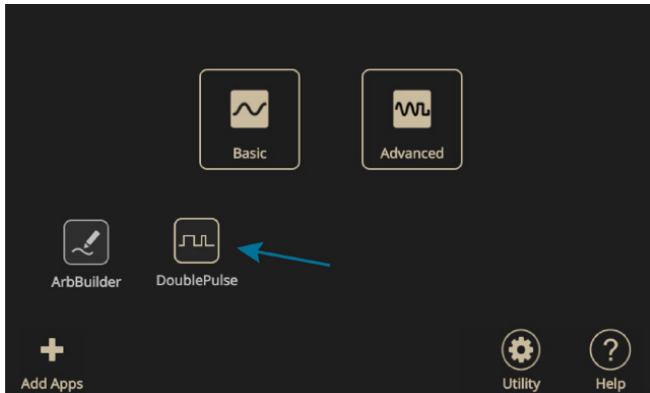 Basic
Advanced
ArbBuilder
DoublePulse
Add Apps
Utility
?
Help